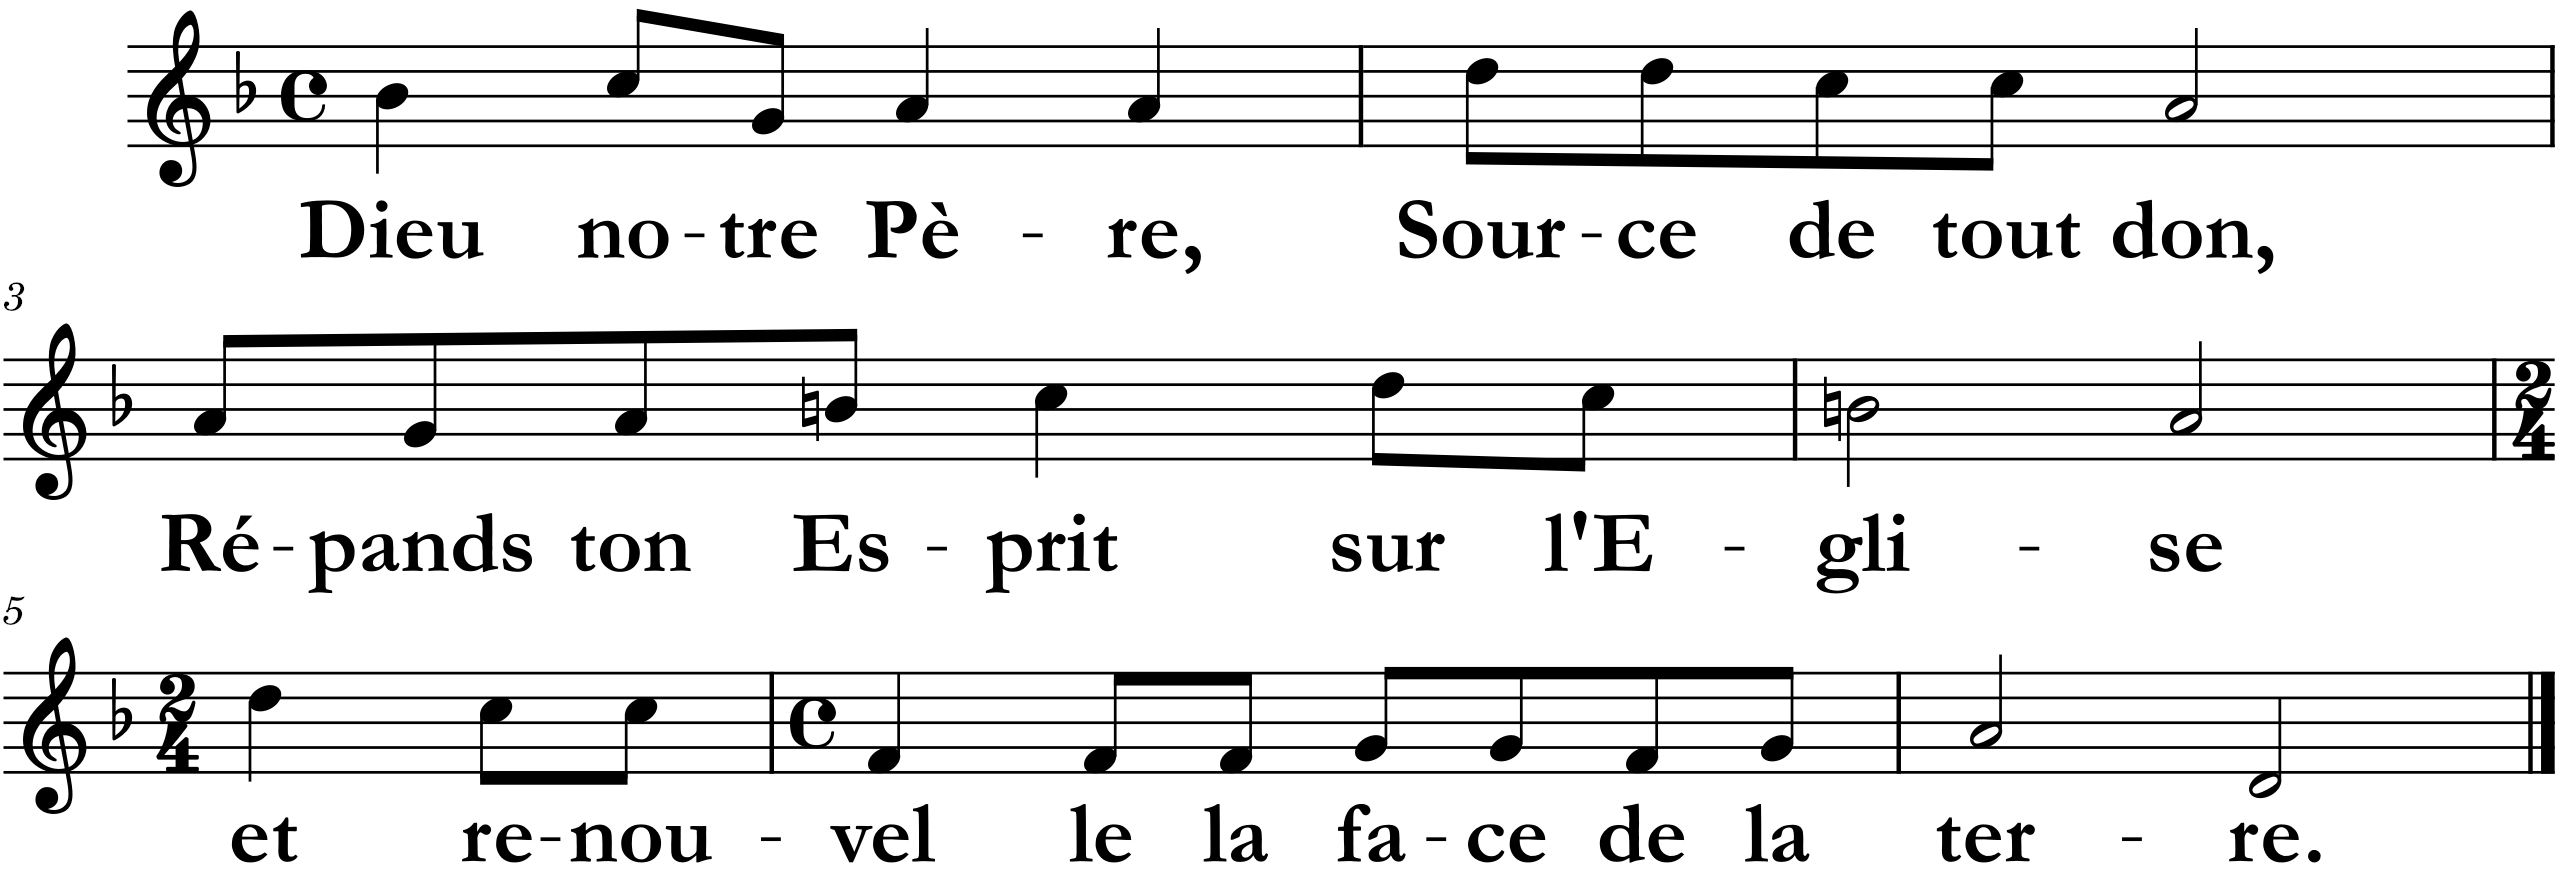 Dieu no - tre Pè - re, Sour - ce de tout don,
3
Ré - pands ton Es - prit sur l'E - gli - se
5
et re - nou - vel le la fa - ce de la ter - re.